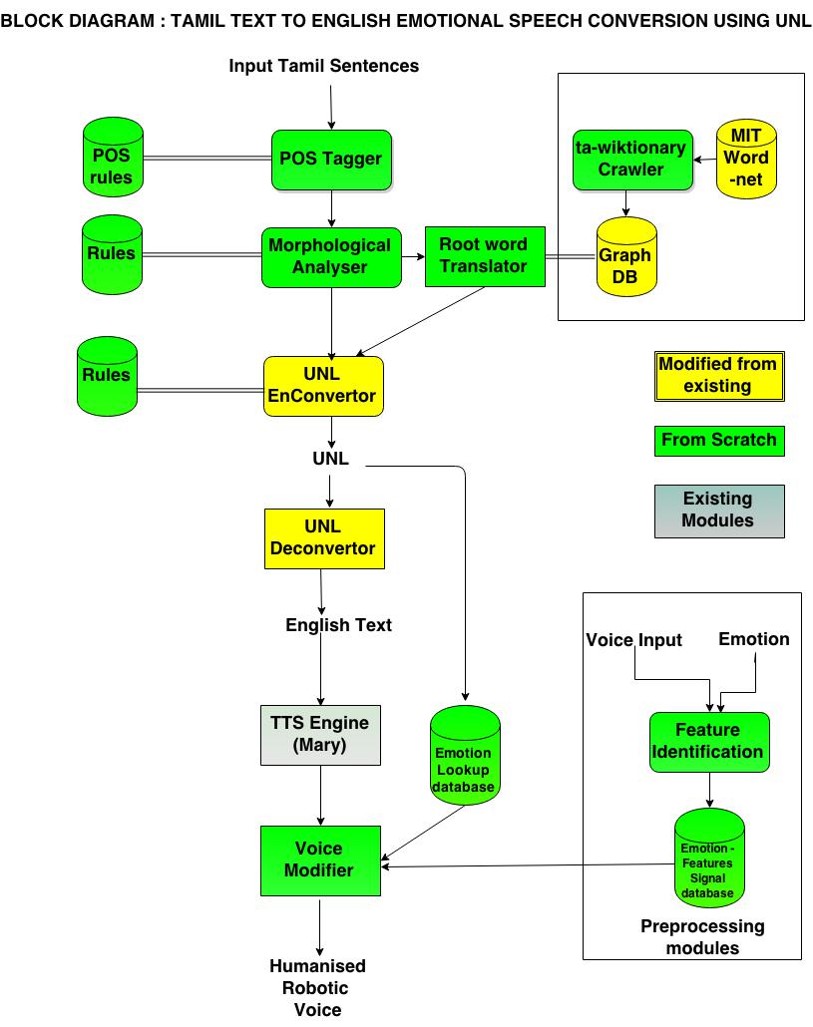 BLOCK DIAGRAM : TAMIL TEXT TO ENGLISH EMOTIONAL SPEECH CONVERSION USING UNL
Input Tamil Sentences
POS
rules
POS Tagger
ta-wiktionary
Crawler
MIT
Word
-net
Rules
Morphological
Analyser
Root word
Translator
Graph
DB
Rules
UNL
EnConvertor
Modified from
existing
From Scratch
Existing
Modules
UNL
UNL
Deconvertor
English Text
TTS Engine
(Mary)
Emotion
Lookup
database
Voice
Modifier
Humanised
Robotic
Voice
Voice Input
Emotion
Feature
Identification
Emotion -
Features
Signal
database
Preprocessing
modules